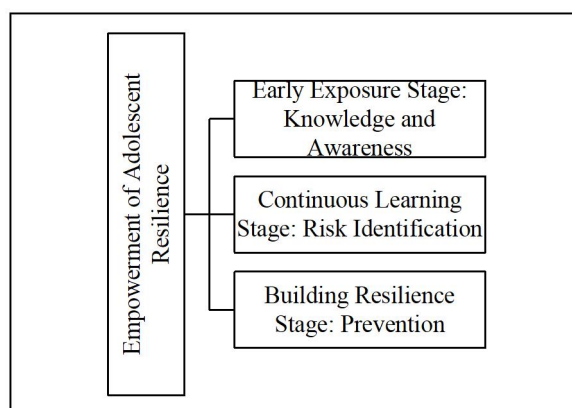 Empowerment of Adolescent
Resilience
Early Exposure Stage:
Knowledge and
Awareness
Continuous Learning
Stage: Risk Identification
Building Resilience
Stage: Prevention